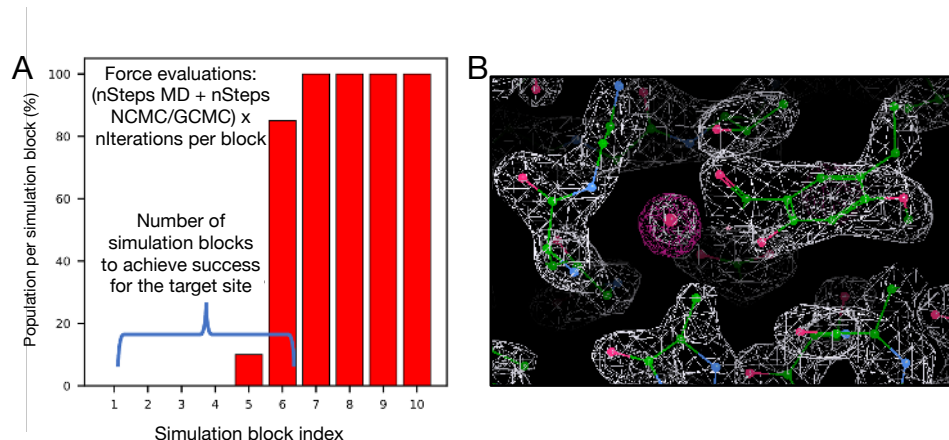 A
Population per simulation block (%)
100
80
60
40
20
0
Force evaluations:
(nSteps MD + nSteps
NCMC/GCMC) x
nIterations per block
Number of
simulation blocks
to achieve success
for the target site
1 2 3 4 5 6 7 8 9 10
Simulation block index
B